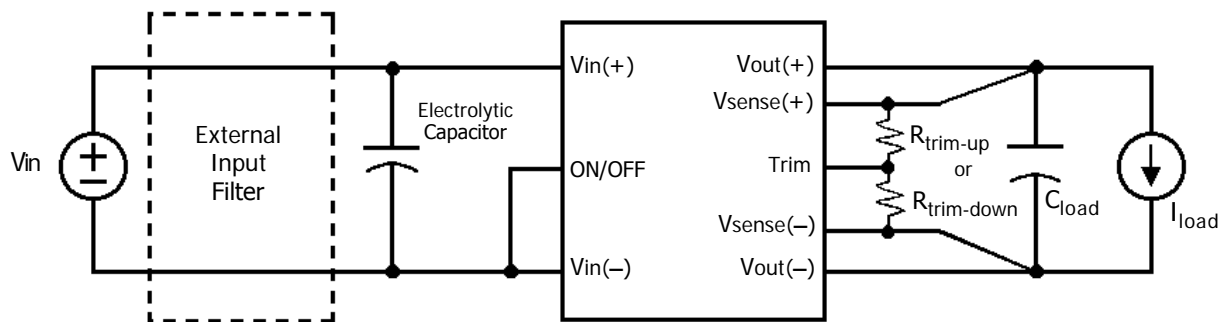 Vin
External
Input
Filter
Electrolytic
Capacitor
Vin(+)
ON/OFF
Vin(−)
Vout(+)
Vsense(+)
Trim
Vsense(−)
Vout(−)
Rtrim-up
or
Rtrim-down
Cload
Iload